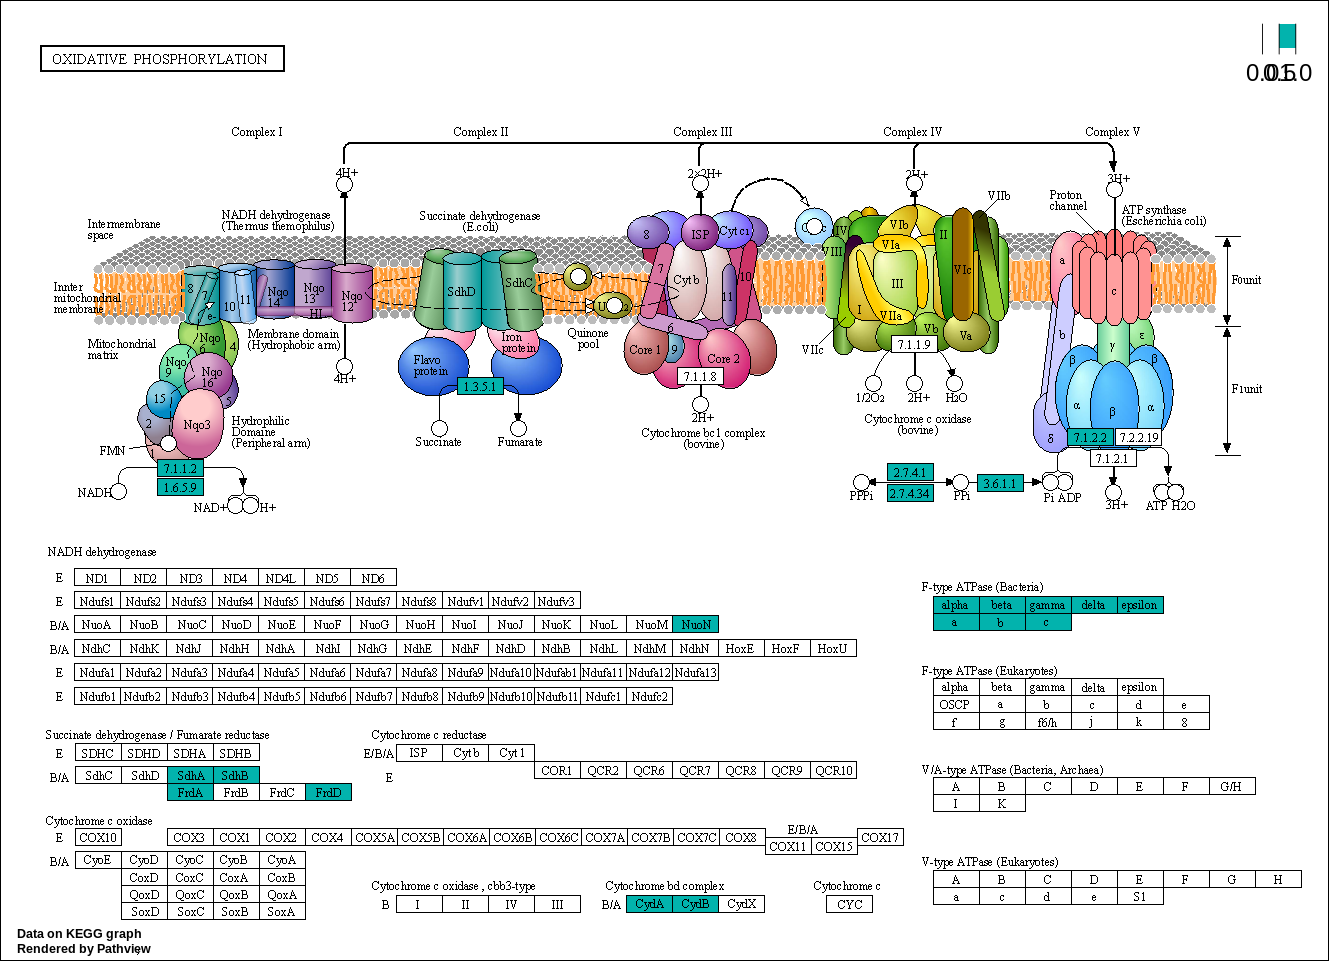 OXIDATIVE PHOSPHORYLATION
Complex I
Complex II
Complex III
Complex IV
Complex V
4H+
2×2H+
2H+
3H+
Intermembrane
space
NADH dehydrogenase
(Thermus themophilus)
Succinate dehydrogenase
(E.coli)
VIIb
Proton
channel
ATP synthase
(Escherichia coli)
8
ISP
Cyt c1
IV
VIb
II
VIII
VIa
a
Innter
mitochondrial
membrane
8
7
e-
10
11
Nqo
14
Nqo
13
Nqo
12
HI
SdhD
SdhC
7
Cyt b
10
11
III
VIc
c
F0unit
I
VIIa
Vb
Va
VIIc
Membrane domain
(Hydrophobic arm)
Iron
protein
Flavo
protein
Quinone
pool
6
Core 1
9
Core 2
b
γ
ε
Mitochondrial
matrix
Nqo
6
4
Nqo
9
Nqo
16
15
5
2
Nqo3
1
4H+
1.3.5.1
7.1.1.8
7.1.1.9
β
β
α
β
α
δ
F1unit
Hydrophilic
Domaine
(Peripheral arm)
FMN
Succinate
Fumarate
2H+
Cytochrome bc1 complex
(bovine)
1/2O2
2H+
H2O
Cytochrome c oxidase
(bovine)
7.1.2.2
7.2.2.19
7.1.2.1
7.1.1.2
1.6.5.9
NADH
NAD+
H+
2.7.4.1
2.7.4.34
3.6.1.1
PPPi
PPi
Pi ADP
3H+
ATP H2O
NADH dehydrogenase
E ND1 ND2 ND3 ND4 ND4L ND5 ND6
E Ndufs1 Ndufs2 Ndufs3 Ndufs4 Ndufs5 Ndufs6 Ndufs7 Ndufs8 Ndufv1 Ndufv2 Ndufv3
B/A NuoA NuoB NuoC NuoD NuoE NuoF NuoG NuoH NuoI NuoJ NuoK NuoL NuoM NuoN
B/A NdhC NdhK NdhJ NdhH NdhA NdhI NdhG NdhE NdhF NdhD NdhB NdhL NdhM NdhN HoxE HoxF HoxU
E Ndufa1 Ndufa2 Ndufa3 Ndufa4 Ndufa5 Ndufa6 Ndufa7 Ndufa8 Ndufa9 Ndufa10 Ndufab1 Ndufa11 Ndufa12 Ndufa13
E Ndufb1 Ndufb2 Ndufb3 Ndufb4 Ndufb5 Ndufb6 Ndufb7 Ndufb8 Ndufb9 Ndufb10 Ndufb11 Ndufc1 Ndufc2
Succinate dehydrogenase / Fumarate reductase
E SDHC SDHD SDHA SDHB
B/A SdhC SdhD SdhA SdhB
FrdA FrdB FrdC FrdD
Cytochrome c reductase
E/B/A ISP Cyt b Cyt 1
E COR1 QCR2 QCR6 QCR7 QCR8 QCR9 QCR10
Cytochrome c oxidase
E COX10 COX3 COX1 COX2 COX4 COX5A COX5B COX6A COX6B COX6C COX7A COX7B COX7C COX8 E/B/A COX17
COX11 COX15
B/A CyoE CyoD CyoC CyoB CyoA
CoxD CoxC CoxA CoxB
QoxD QoxC QoxB QoxA
SoxD SoxC SoxB SoxA
Cytochrome c oxidase , cbb3-type
B I II IV III
Cytochrome bd complex
B/A CydA CydB CydX
Cytochrome c
CYC
F-type ATPase (Bacteria)
alpha beta gamma delta epsilon
a b c
F-type ATPase (Eukaryotes)
alpha beta gamma delta epsilon
OSCP a b c d e
f g f6/h j k 8
V/A-type ATPase (Bacteria, Archaea)
A B C D E F G/H
I K
V-type ATPase (Eukaryotes)
A B C D E F G H
a c d e S1
Data on KEGG graph
Rendered by Pathview